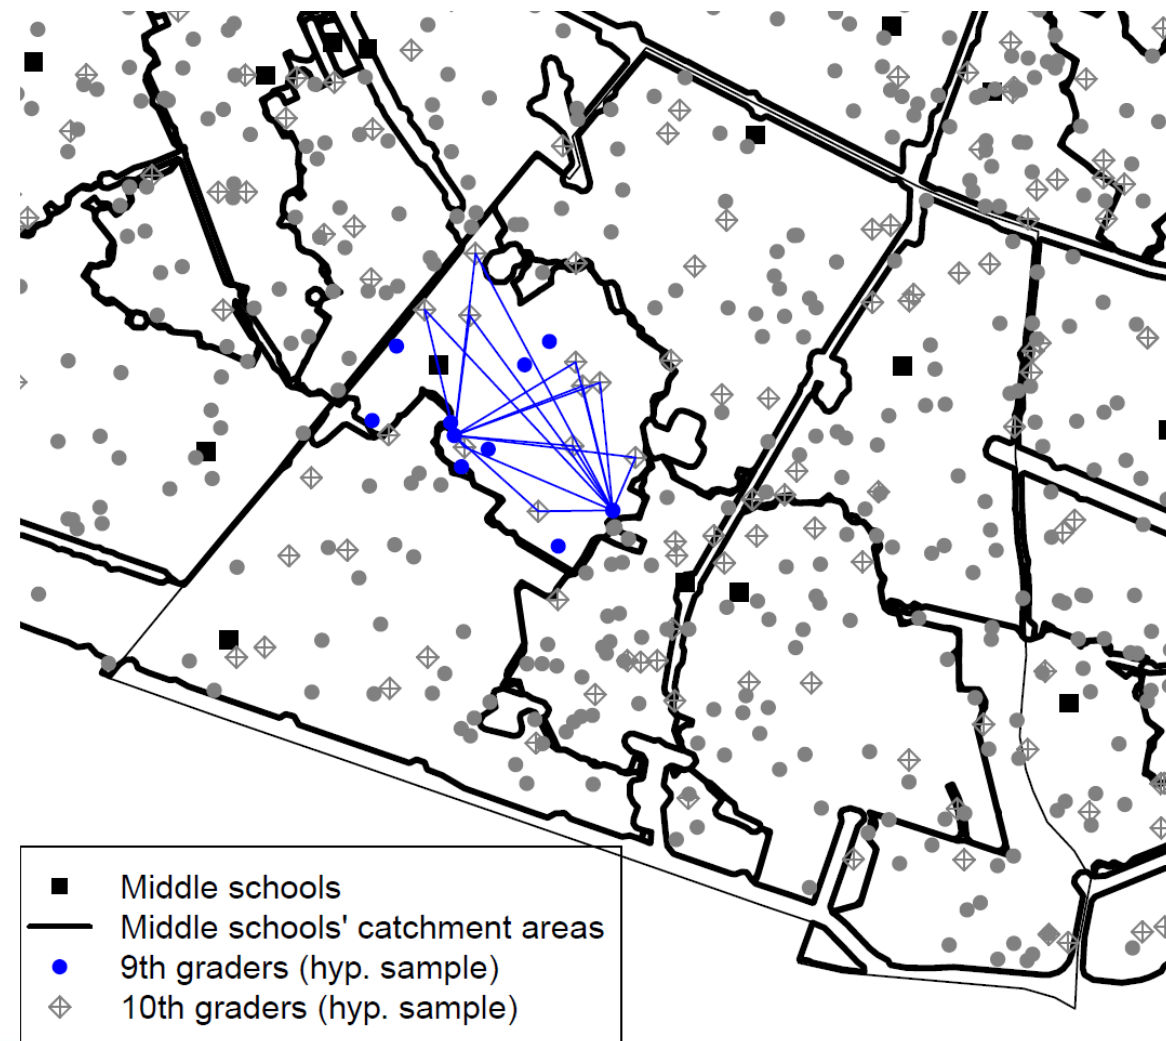 Middle schools
Middle schools' catchment areas
9th graders (hyp. sample)
10th graders (hyp. sample)